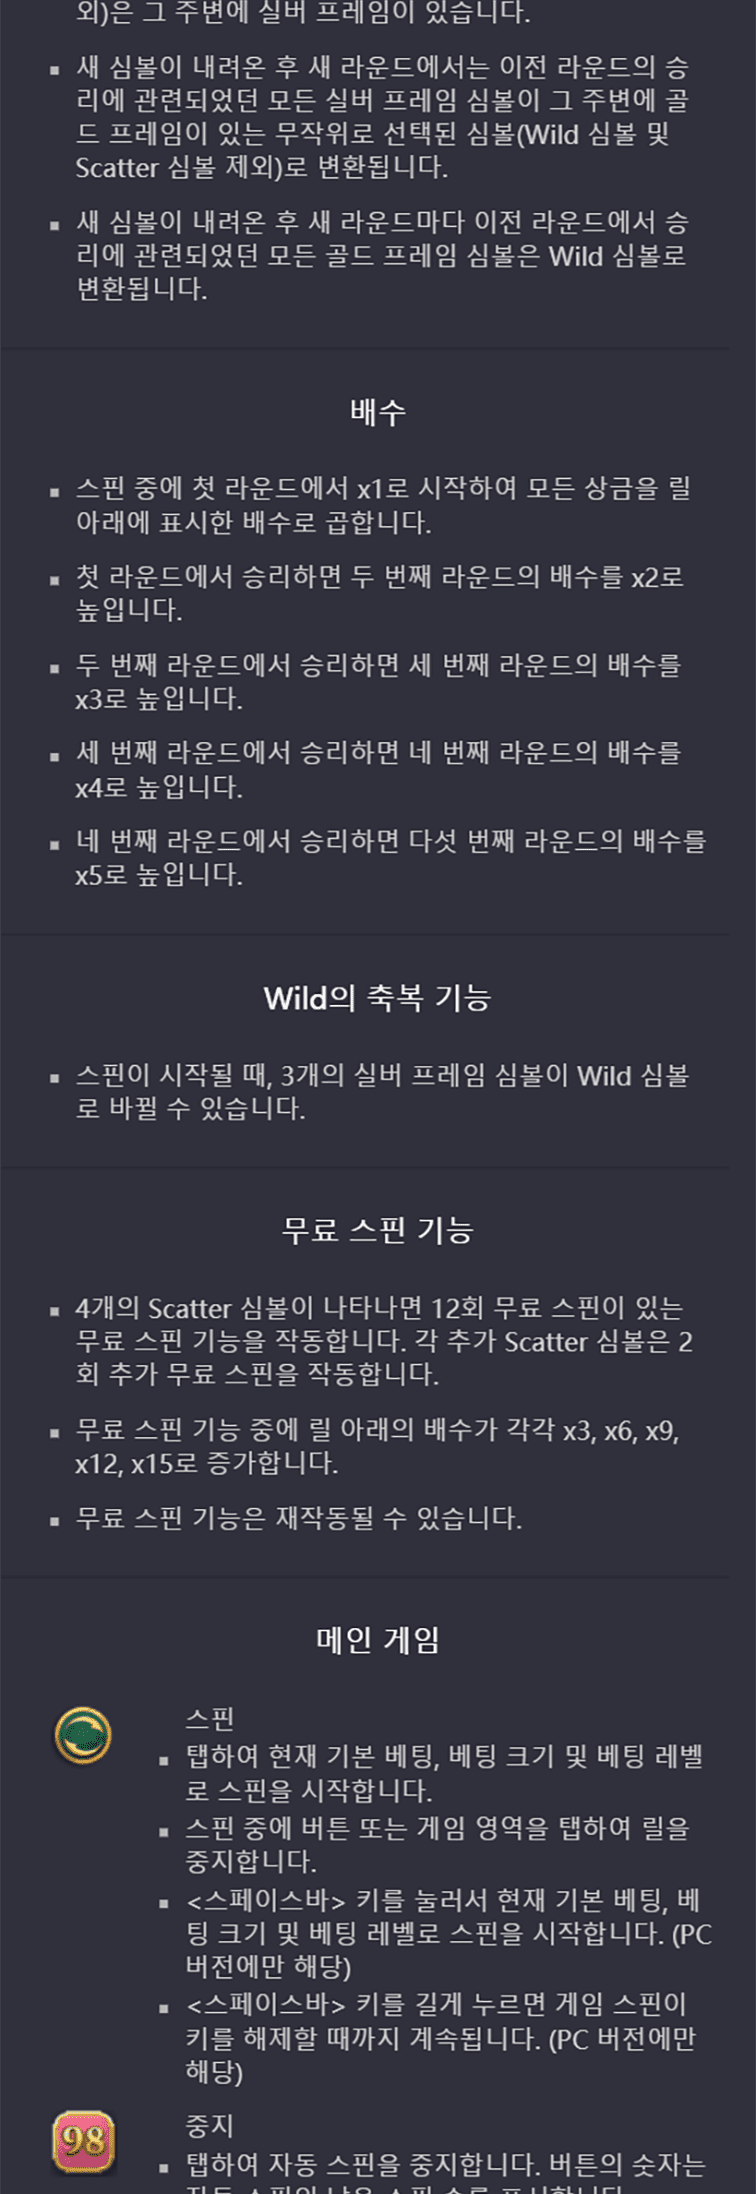 외)은 그 주변에 실버 프레임이 있습니다.
▪ 새 심볼이 내려온 후 새 라운드에서는 이전 라운드의 승
리에 관련되었던 모든 실버 프레임 심볼이 그 주변에 골
드 프레임이 있는 무작위로 선택된 심볼(Wild 심볼 및
Scatter 심볼 제외)로 변환됩니다.
▪ 새 심볼이 내려온 후 새 라운드마다 이전 라운드에서 승
리에 관련되었던 모든 골드 프레임 심볼은 Wild 심볼로
변환됩니다.
배수
▪ 스핀 중에 첫 라운드에서 x1로 시작하여 모든 상금을 릴
아래에 표시한 배수로 곱합니다.
▪ 첫 라운드에서 승리하면 두 번째 라운드의 배수를 x2로
높입니다.
▪ 두 번째 라운드에서 승리하면 세 번째 라운드의 배수를
x3로 높입니다.
▪ 세 번째 라운드에서 승리하면 네 번째 라운드의 배수를
x4로 높입니다.
▪ 네 번째 라운드에서 승리하면 다섯 번째 라운드의 배수를
x5로 높입니다.
Wild의 축복 기능
▪ 스핀이 시작될 때, 3개의 실버 프레임 심볼이 Wild 심볼
로 바뀔 수 있습니다.
무료 스핀 기능
▪ 4개의 Scatter 심볼이 나타나면 12회 무료 스핀이 있는
무료 스핀 기능을 작동합니다. 각 추가 Scatter 심볼은 2
회 추가 무료 스핀을 작동합니다.
▪ 무료 스핀 기능 중에 릴 아래의 배수가 각각 x3, x6, x9,
x12, x15로 증가합니다.
▪ 무료 스핀 기능은 재작동될 수 있습니다.
메인 게임
스핀
▪ 탭하여 현재 기본 베팅, 베팅 크기 및 베팅 레벨
로 스핀을 시작합니다.
▪ 스핀 중에 버튼 또는 게임 영역을 탭하여 릴을
중지합니다.
▪ <스페이스바> 키를 눌러서 현재 기본 베팅, 베
팅 크기 및 베팅 레벨로 스핀을 시작합니다. (PC
버전에만 해당)
▪ <스페이스바> 키를 길게 누르면 게임 스핀이
키를 해제할 때까지 계속됩니다. (PC 버전에만
해당)
98
중지
▪ 탭하여 자동 스핀을 중지합니다. 버튼의 숫자는